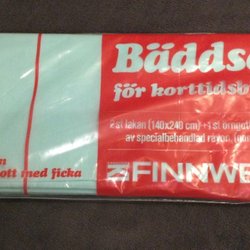 Bäddse
för korttidsb
2 st lakan (140x240 cm) + 1 st örngott
av specialbehandlad rayon.
FINNWE
ott med ficka